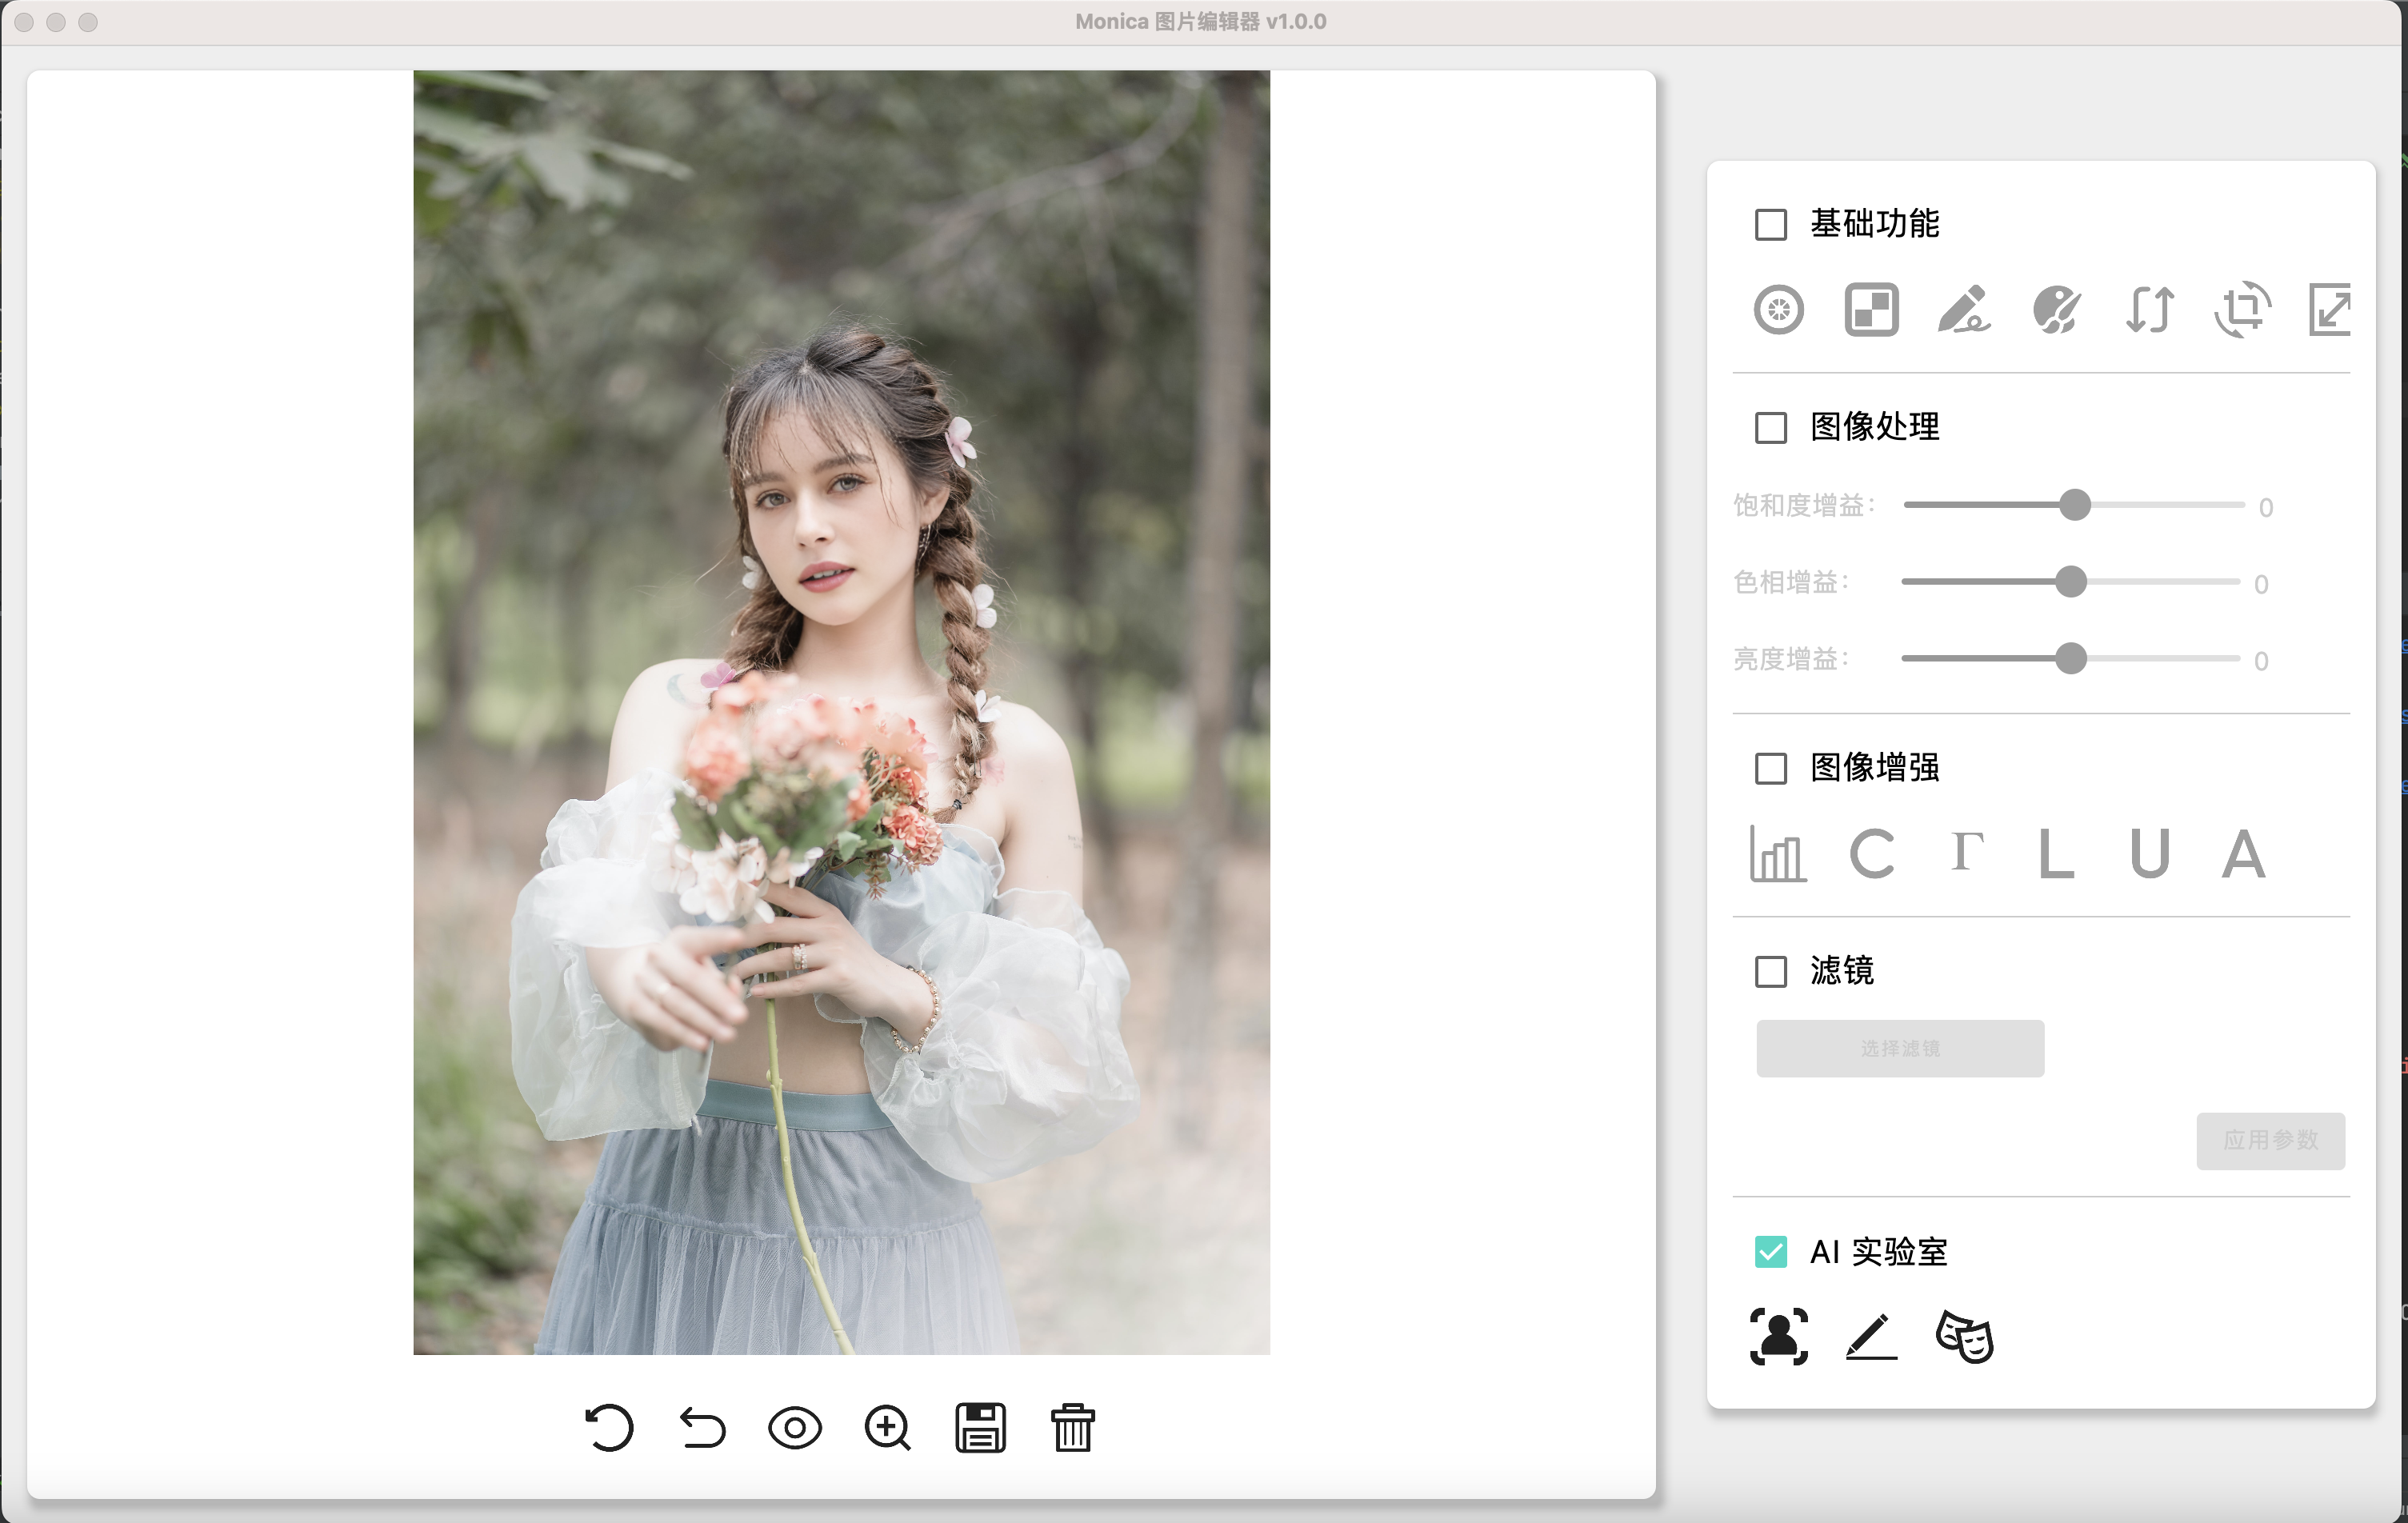 Monica 图片编辑器 v1.0.0
基础功能
图像处理
饱和度增益: 0
色相增益: 0
亮度增益: 0
图像增强
C Γ L U A
滤镜
选择滤镜
应用参数
AI 实验室